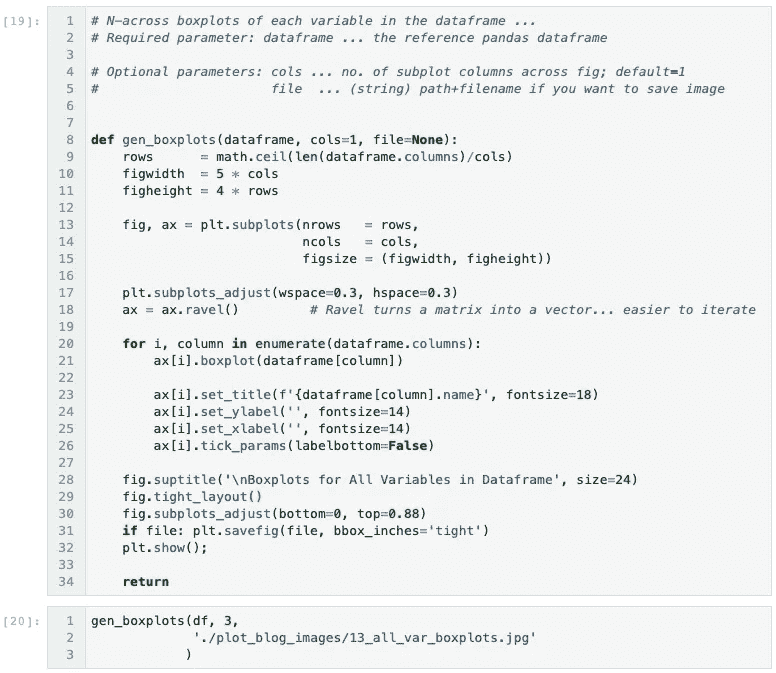 [19]:
1 # N-across boxplots of each variable in the dataframe ...
2 # Required parameter: dataframe ... the reference pandas dataframe
3
4 # Optional parameters: cols ... no. of subplot columns across fig; default=1
5 #                      file  ... (string) path+filename if you want to save image
6
7
8 def gen_boxplots(dataframe, cols=1, file=None):
9     rows      = math.ceil(len(dataframe.columns)/cols)
10     figwidth  = 5 * cols
11     figheight = 4 * rows
12
13     fig, ax = plt.subplots(nrows   = rows,
14                            ncols   = cols,
15                            figsize = (figwidth, figheight))
16
17     plt.subplots_adjust(wspace=0.3, hspace=0.3)
18     ax = ax.ravel()         # Ravel turns a matrix into a vector... easier to iterate
19
20     for i, column in enumerate(dataframe.columns):
21         ax[i].boxplot(dataframe[column])
22
23         ax[i].set_title(f'{dataframe[column].name}', fontsize=18)
24         ax[i].set_ylabel('', fontsize=14)
25         ax[i].set_xlabel('', fontsize=14)
26         ax[i].tick_params(labelbottom=False)
27
28     fig.suptitle('\nBoxplots for All Variables in Dataframe', size=24)
29     fig.tight_layout()
30     fig.subplots_adjust(bottom=0, top=0.88)
31     if file: plt.savefig(file, bbox_inches='tight')
32     plt.show();
33
34     return
[20]:
1 gen_boxplots(df, 3,
2              './plot_blog_images/13_all_var_boxplots.jpg'
3             )